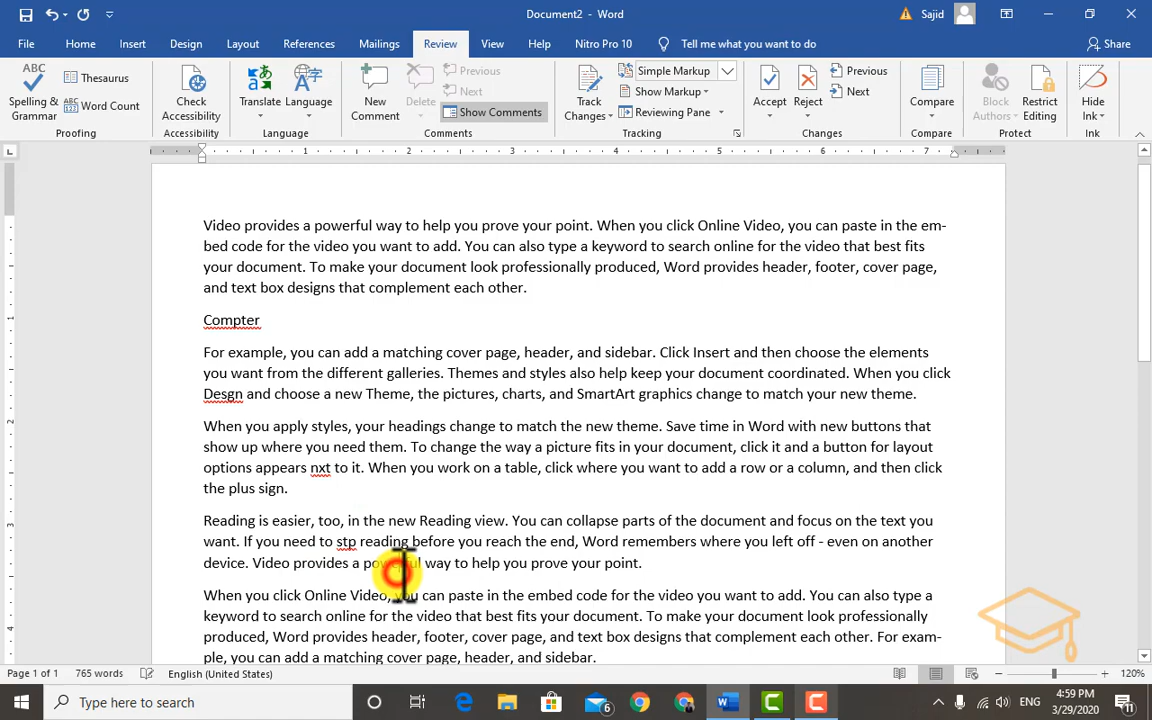 Document2 - Word
Sajid
File Home Insert Design Layout References Mailings Review View Help Nitro Pro 10 Tell me what you want to do Share
ABC
Spelling & Grammar
Thesaurus
ABC 123 Word Count
Proofing
Check Accessibility
Accessibility
Translate
Language
Language
New Comment
Delete
Previous
Next
Show Comments
Comments
Track Changes
Simple Markup
Show Markup
Reviewing Pane
Tracking
Accept
Reject
Previous
Next
Changes
Compare
Compare
Block Authors
Restrict Editing
Protect
Hide Ink
Ink
1 2 3 4 5 6 7
Video provides a powerful way to help you prove your point. When you click Online Video, you can paste in the em-
bed code for the video you want to add. You can also type a keyword to search online for the video that best fits
your document. To make your document look professionally produced, Word provides header, footer, cover page,
and text box designs that complement each other.
Compter
For example, you can add a matching cover page, header, and sidebar. Click Insert and then choose the elements
you want from the different galleries. Themes and styles also help keep your document coordinated. When you click
Desgn and choose a new Theme, the pictures, charts, and SmartArt graphics change to match your new theme.
When you apply styles, your headings change to match the new theme. Save time in Word with new buttons that
show up where you need them. To change the way a picture fits in your document, click it and a button for layout
options appears nxt to it. When you work on a table, click where you want to add a row or a column, and then click
the plus sign.
Reading is easier, too, in the new Reading view. You can collapse parts of the document and focus on the text you
want. If you need to stp reading before you reach the end, Word remembers where you left off - even on another
device. Video provides a powerful way to help you prove your point.
When you click Online Video, you can paste in the embed code for the video you want to add. You can also type a
keyword to search online for the video that best fits your document. To make your document look professionally
produced, Word provides header, footer, cover page, and text box designs that complement each other. For exam-
ple, you can add a matching cover page, header, and sidebar.
1
2
3
4
Page 1 of 1 765 words English (United States) 120%
Type here to search
6
ENG
4:59 PM
3/29/2020
11